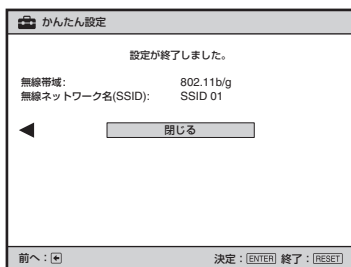 かんたん設定
設定が終了しました。
無線帯域: 802.11b/g
無線ネットワーク名(SSID): SSID 01
閉じる
前へ： 決定：ENTER 終了：RESET